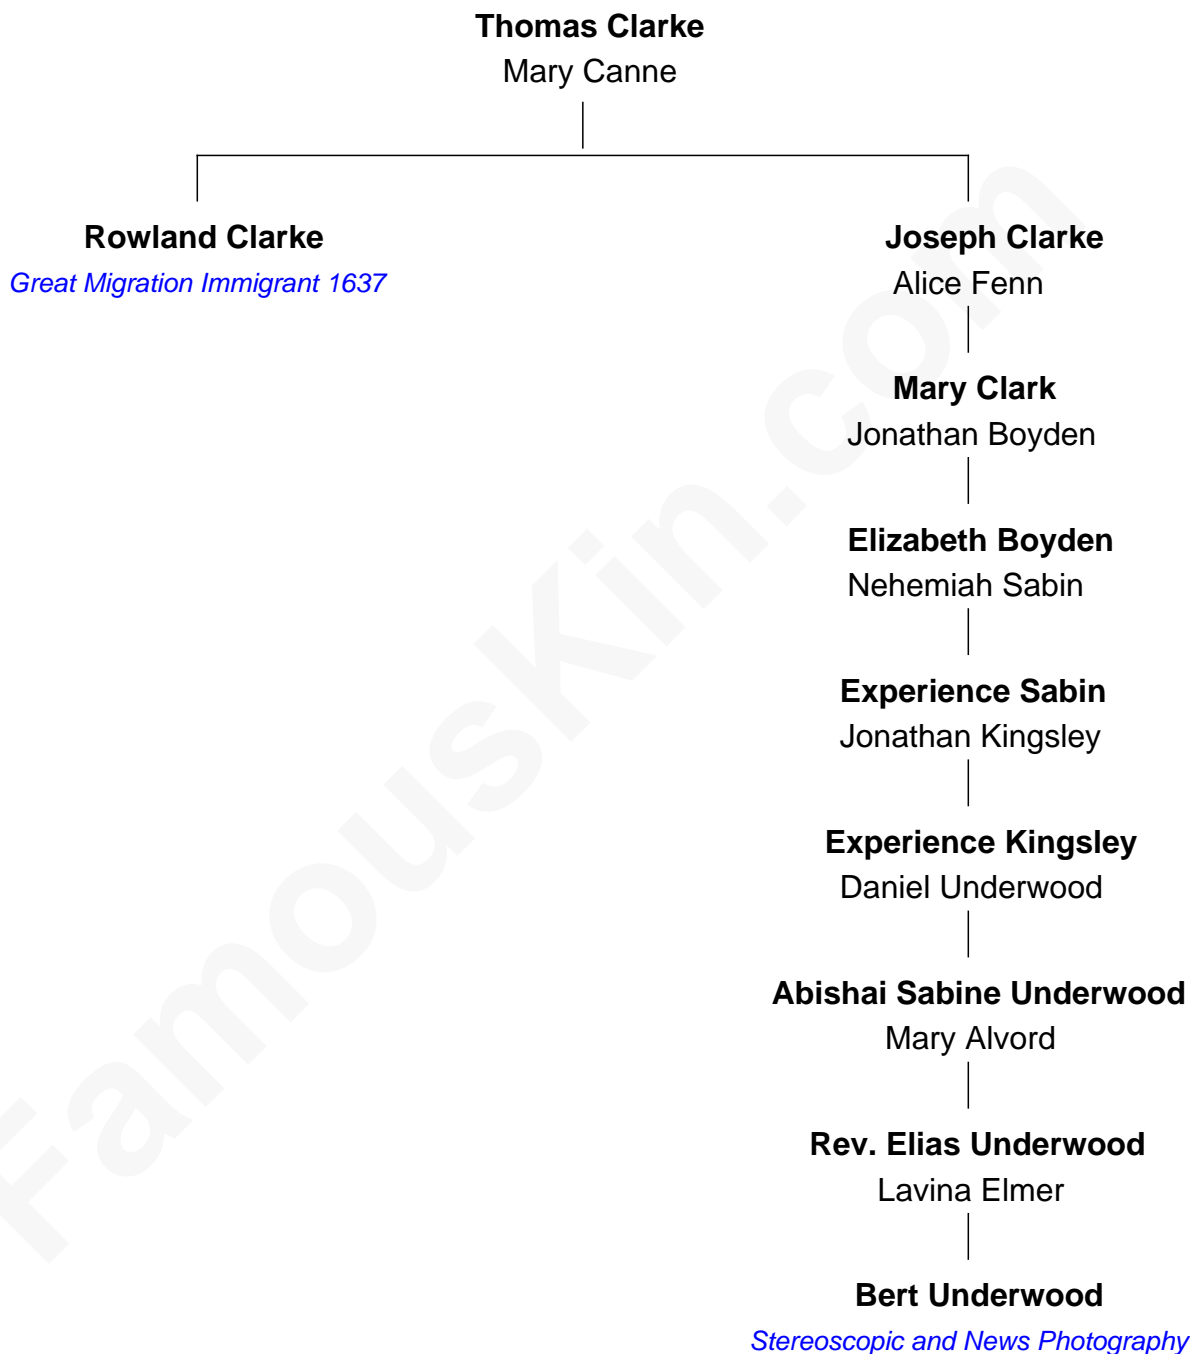 Thomas Clarke
Mary Canne
Rowland Clarke
Great Migration Immigrant 1637
Joseph Clarke
Alice Fenn
Mary Clark
Jonathan Boyden
Elizabeth Boyden
Nehemiah Sabin
Experience Sabin
Jonathan Kingsley
Experience Kingsley
Daniel Underwood
Abishai Sabine Underwood
Mary Alvord
Rev. Elias Underwood
Lavina Elmer
Bert Underwood
Stereoscopic and News Photography
FamousKin.com